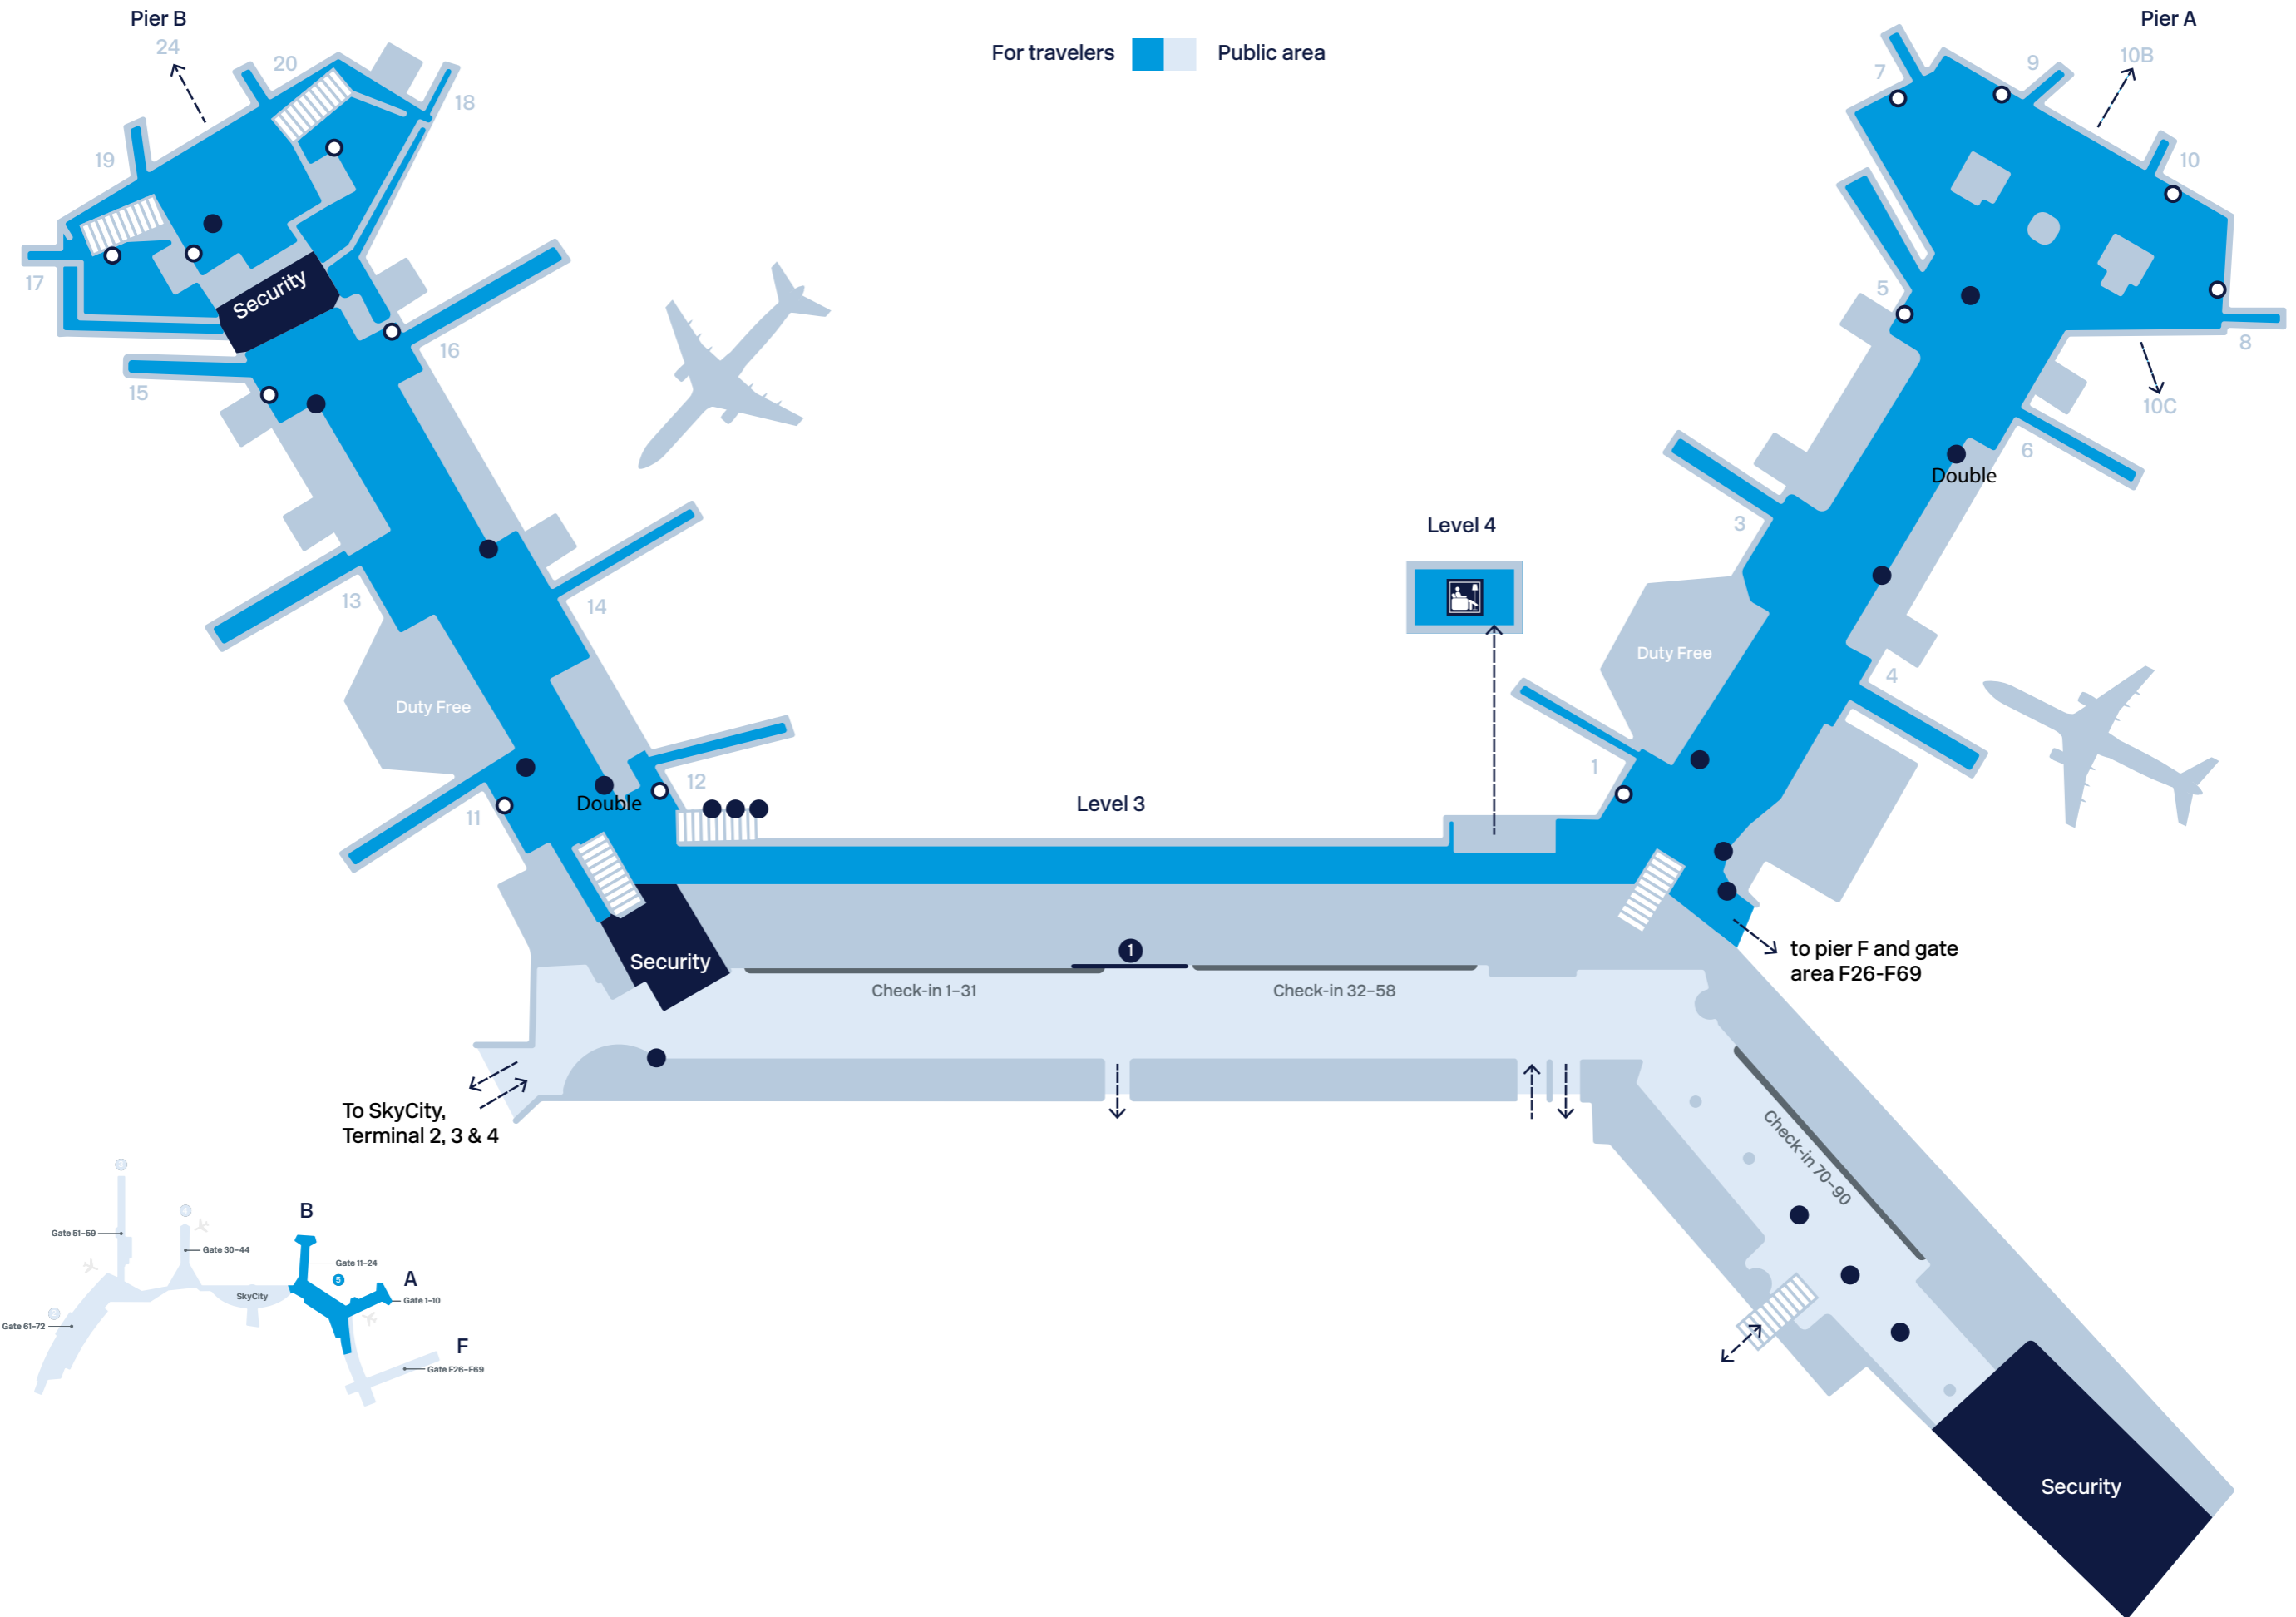 Pier B
Pier A
24
For travelers
Public area
20
18
19
17
15
16
13
14
Security
Duty Free
11
12
Double
7
9
10B
10
5
8
10C
6
Double
3
Level 4
Duty Free
4
1
Level 3
to pier F and gate
area F26-F69
Security
1
Check-in 1–31
Check-in 32–58
To SkyCity,
Terminal 2, 3 & 4
Check-in 70–90
Security
B
Gate 51–59
Gate 30–44
Gate 11–24
5
A
SkyCity
Gate 1–10
Gate 61–72
F
Gate F26–F69